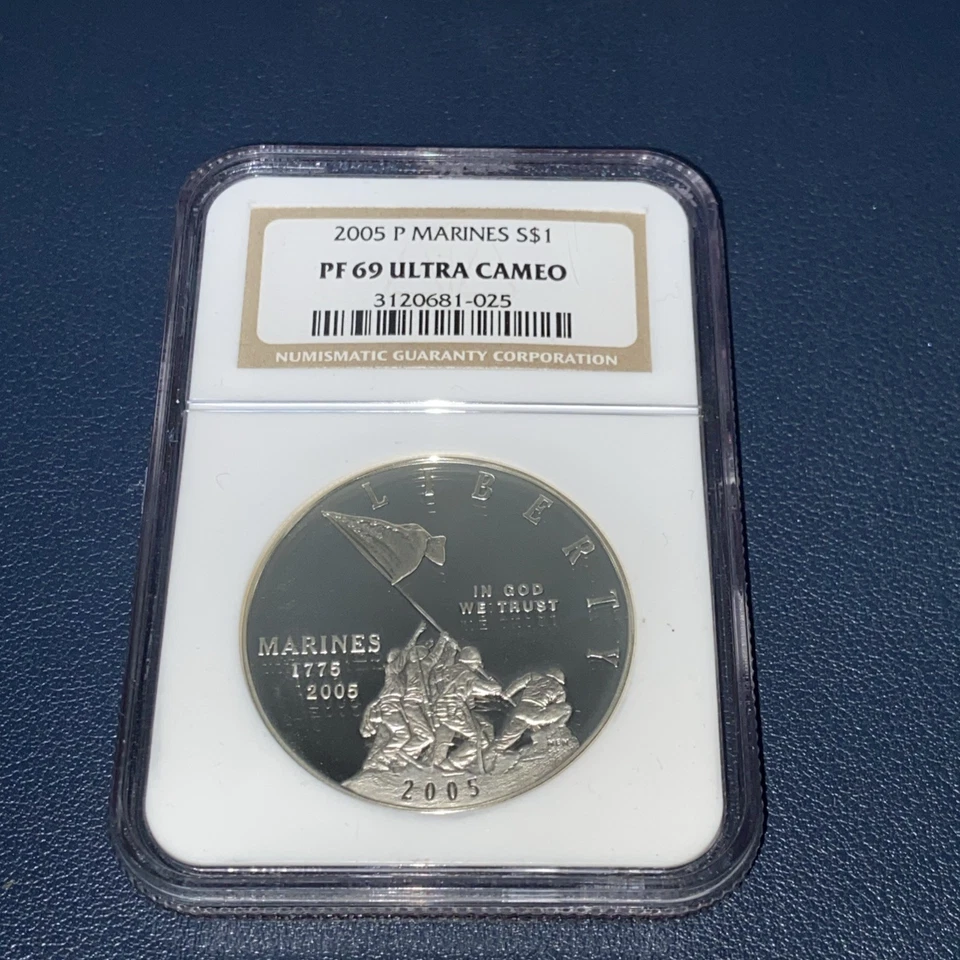 2005 P MARINES S$1
PF 69 ULTRA CAMEO
3120681-025
NUMISMATIC GUARANTY CORPORATION
LIBERTY
IN GOD
WE TRUST
MARINES
1775
2005
2005